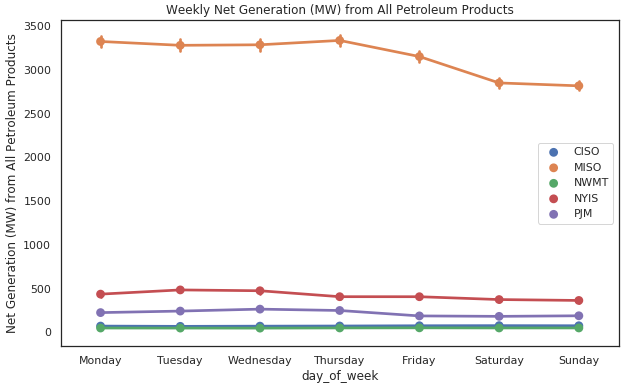 Weekly Net Generation (MW) from All Petroleum Products
Net Generation (MW) from All Petroleum Products
3500
3000
2500
2000
1500
1000
500
0
CISO
MISO
NWMT
NYIS
PJM
Monday Tuesday Wednesday Thursday Friday Saturday Sunday
day_of_week